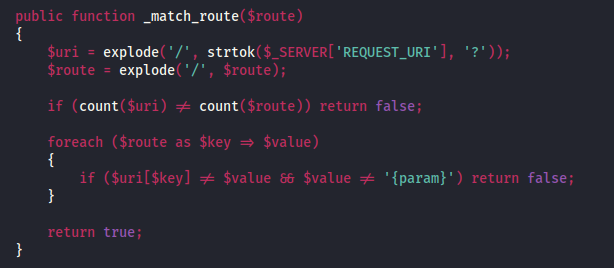 public function _match_route($route)
{
    $uri = explode('/', strtok($_SERVER['REQUEST_URI'], '?'));
    $route = explode('/', $route);

    if (count($uri) ≠ count($route)) return false;

    foreach ($route as $key ⇒ $value)
    {
        if ($uri[$key] ≠ $value && $value ≠ '{param}') return false;
    }

    return true;
}